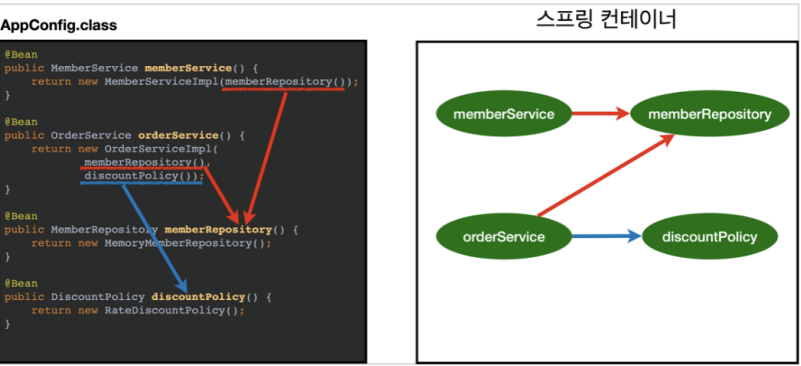 AppConfig.class
@Bean
public MemberService memberService() {
return new MemberServiceImpl(memberRepository());
}
@Bean
public OrderService orderService() {
return new OrderServiceImpl(
memberRepository(),
discountPolicy());
}
@Bean
public MemberRepository memberRepository() {
return new MemoryMemberRepository();
}
@Bean
public DiscountPolicy discountPolicy() {
return new RateDiscountPolicy();
}
스프링 컨테이너
memberService
memberRepository
orderService
discountPolicy